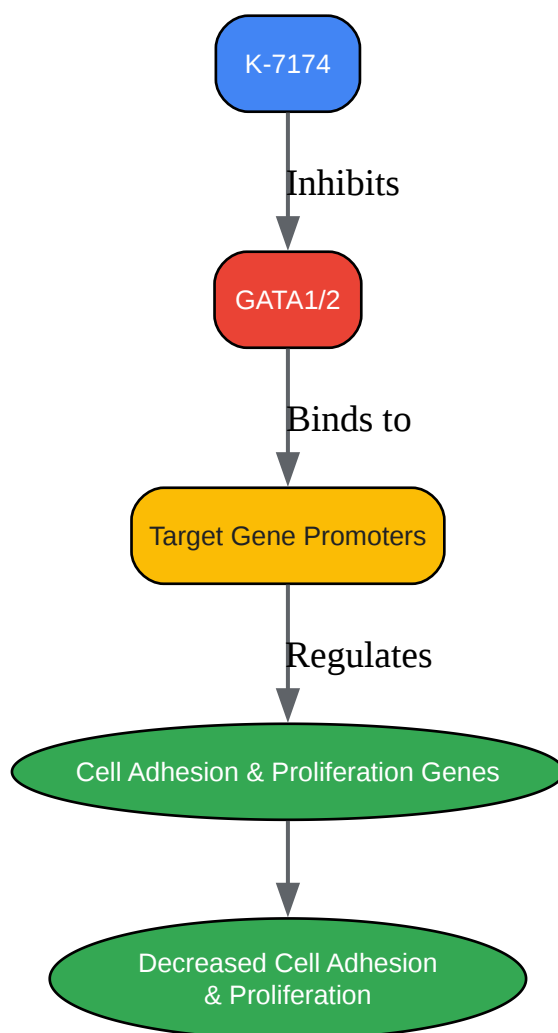 K-7174
Inhibits
GATA1/2
Binds to
Target Gene Promoters
Regulates
Cell Adhesion & Proliferation Genes
Decreased Cell Adhesion
& Proliferation